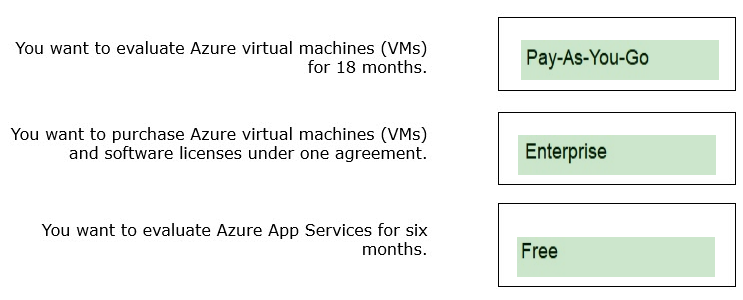 You want to evaluate Azure virtual machines (VMs)
for 18 months.
Pay-As-You-Go
You want to purchase Azure virtual machines (VMs)
and software licenses under one agreement.
Enterprise
You want to evaluate Azure App Services for six
months.
Free